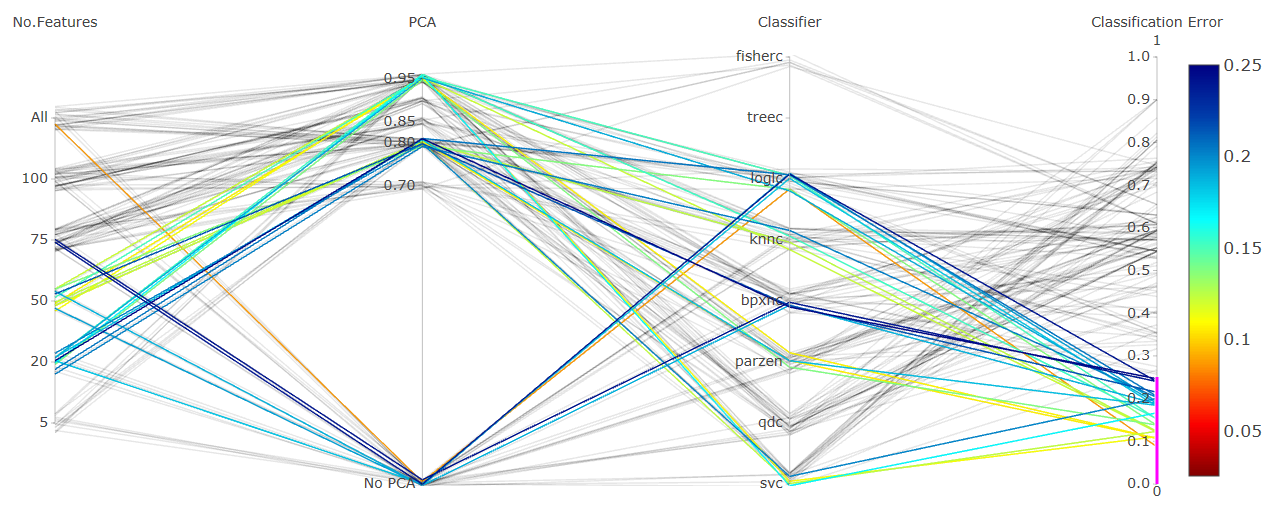 No.Features PCA Classifier Classification Error
1
All
100
75
50
20
5
0.95
0.85
0.80
0.70
No PCA
fisherc
treec
loglc
knnc
bpxnc
parzen
qdc
svc
1.0
0.9
0.8
0.7
0.6
0.5
0.4
0.3
0.2
0.1
0.0
0
0.25
0.2
0.15
0.1
0.05